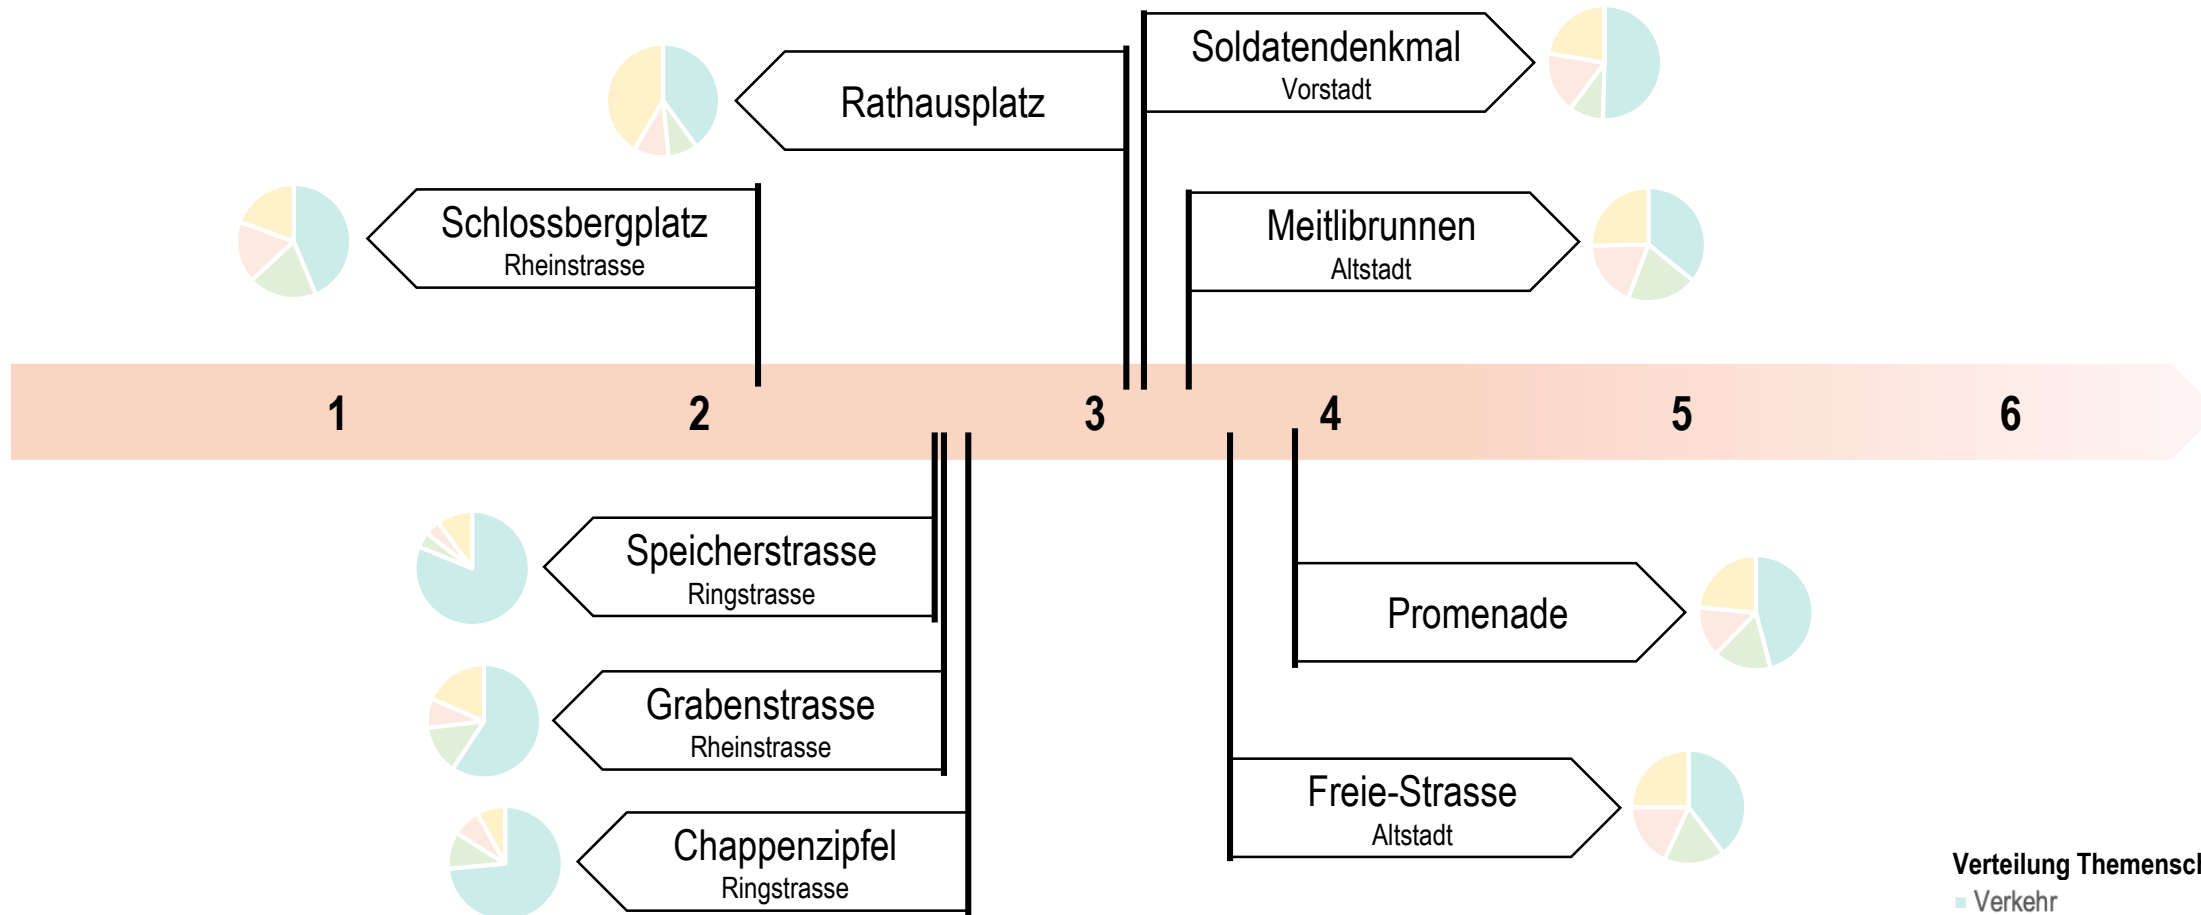 Soldatendenkmal
Vorstadt
Rathausplatz
Schlossbergplatz
Rheinstrasse
Meitlibrunnen
Altstadt
1 2 3 4 5 6
Speicherstrasse
Ringstrasse
Promenade
Grabenstrasse
Rheinstrasse
Freie-Strasse
Altstadt
Chappenzipfel
Ringstrasse
Verteilung
Verkehr